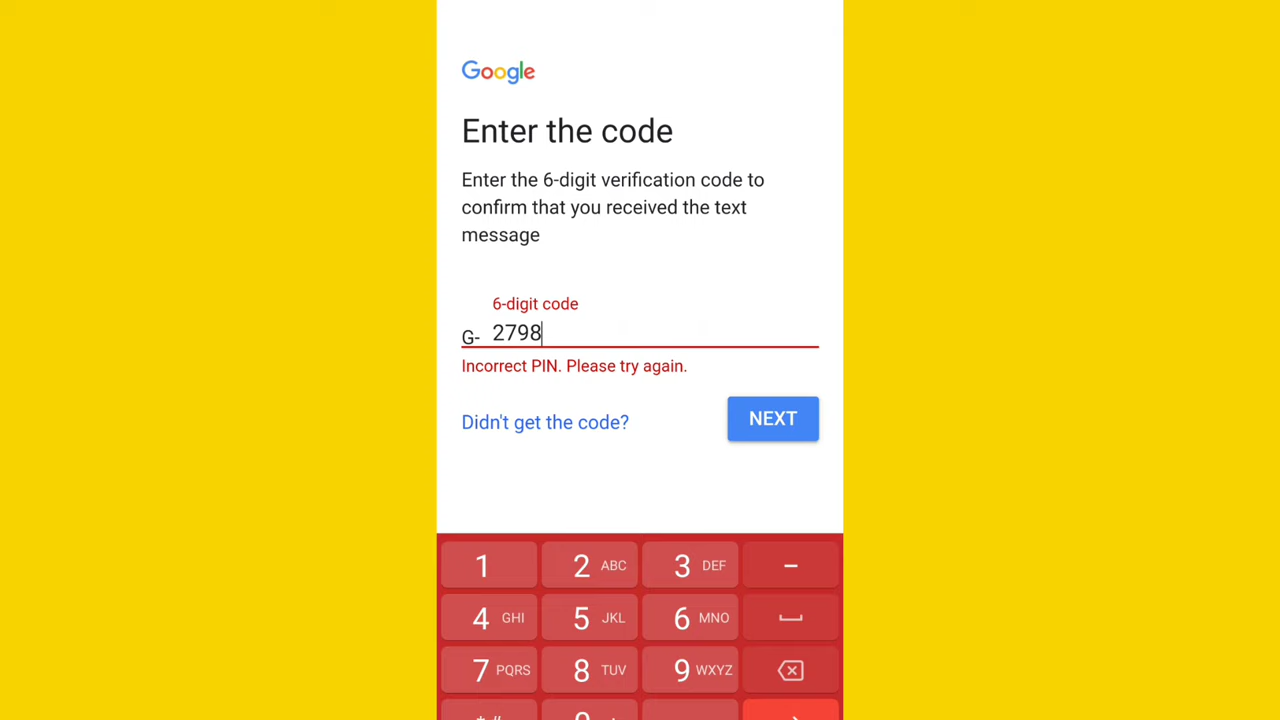 Google
Enter the code
Enter the 6-digit verification code to
confirm that you received the text
message
6-digit code
G- 2798
Incorrect PIN. Please try again.
Didn't get the code? NEXT
1 2 ABC 3 DEF –
4 GHI 5 JKL 6 MNO
7 PQRS 8 TUV 9 WXYZ